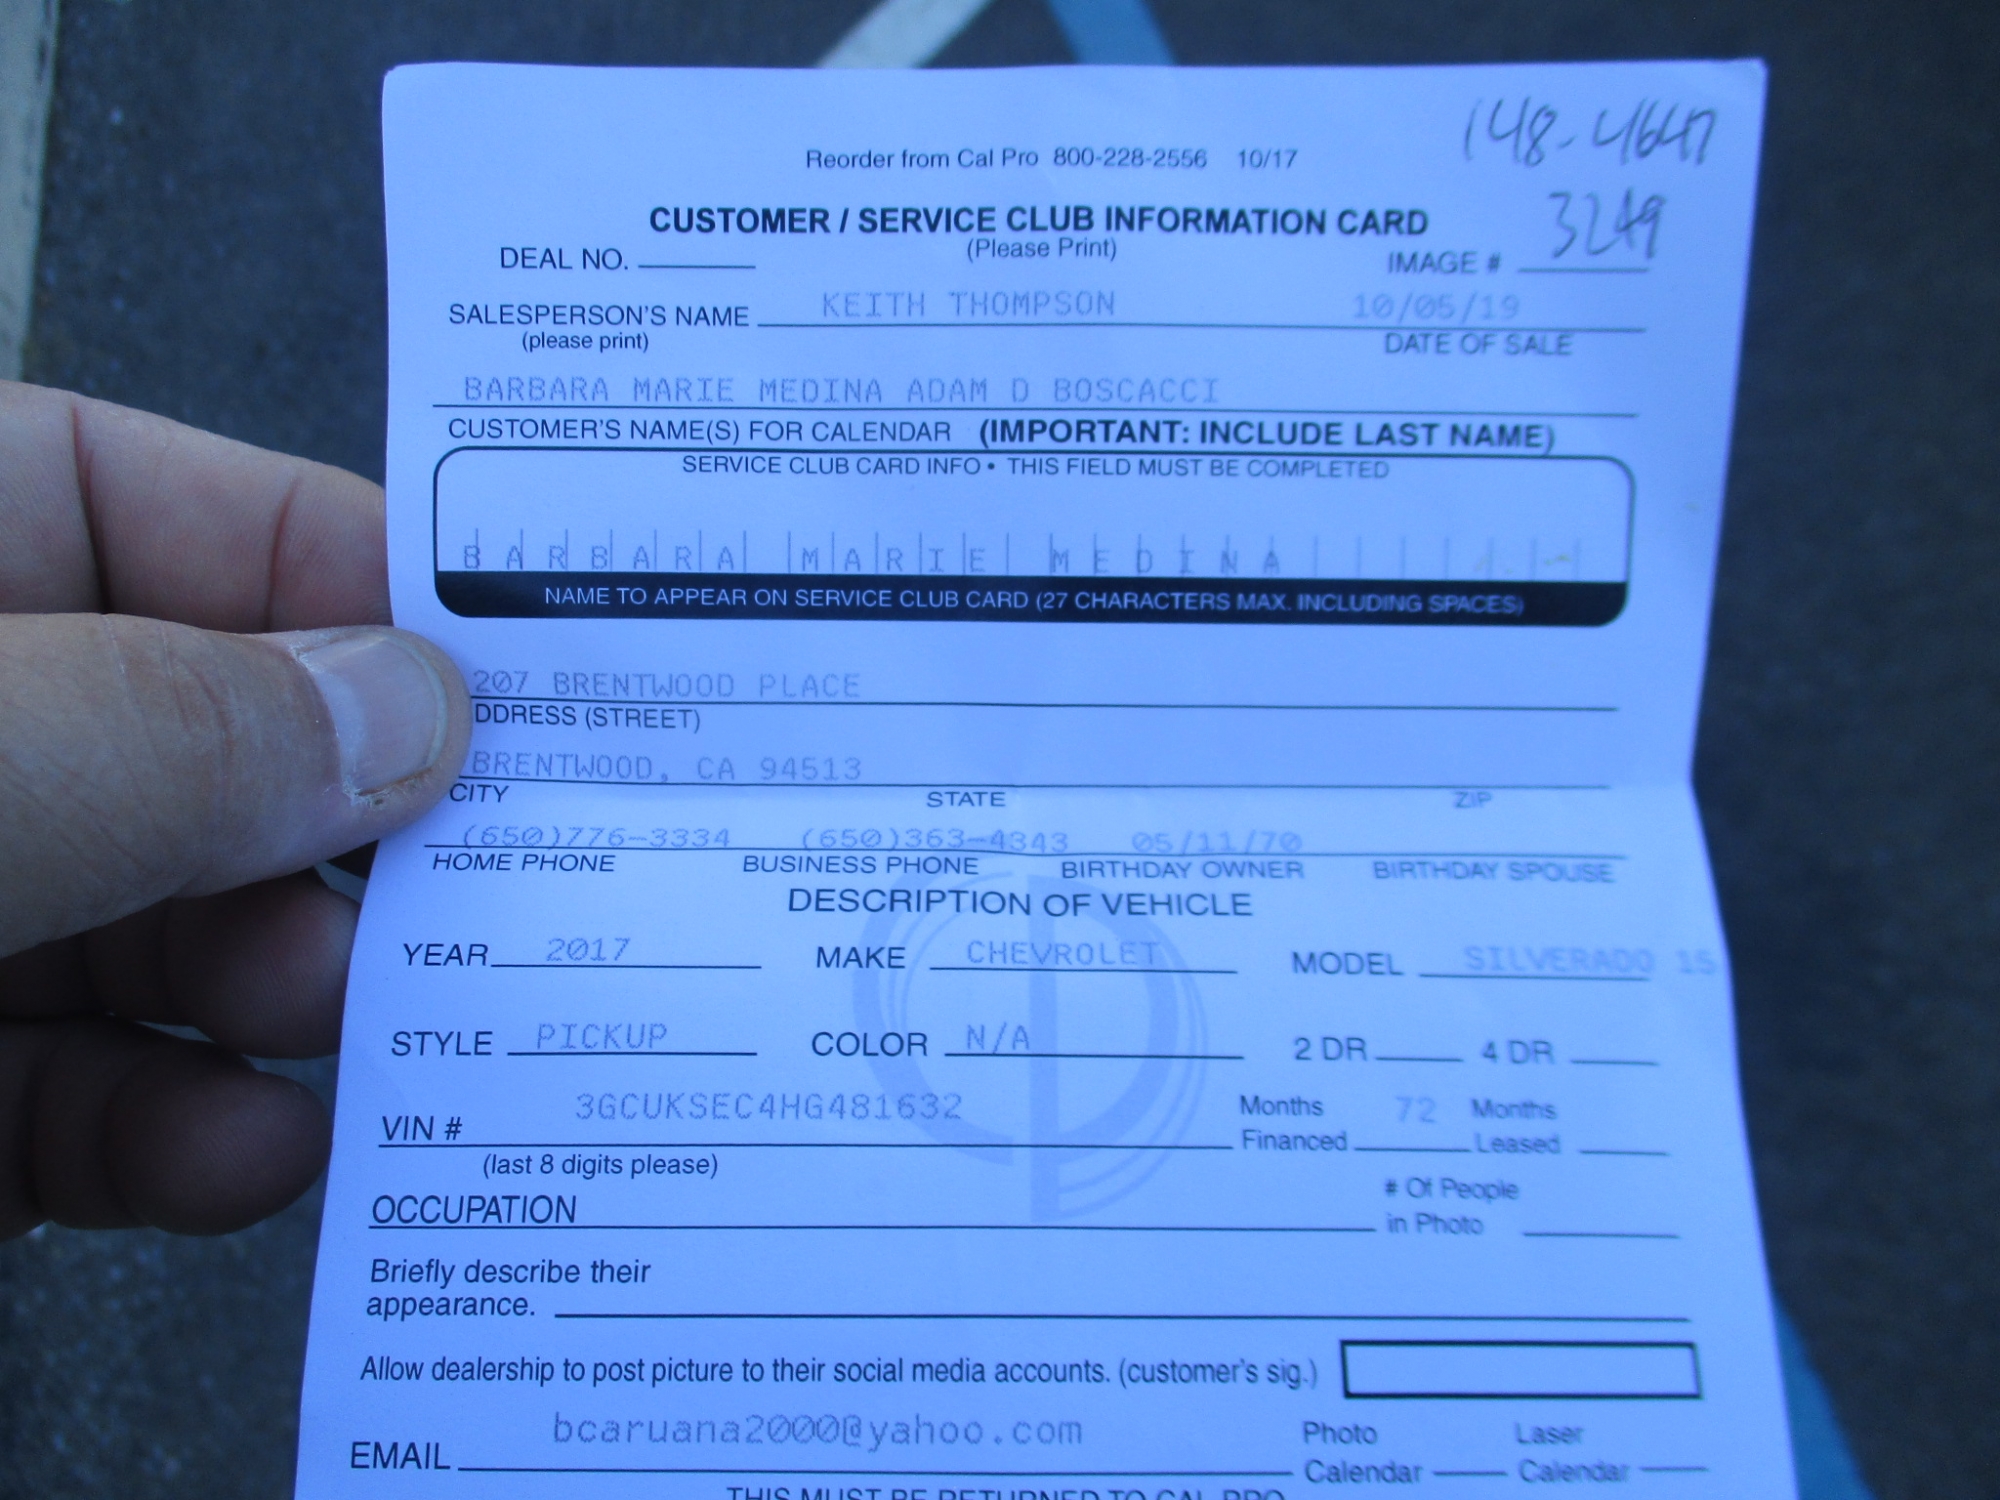 148-4647
Reorder from Cal Pro 800-228-2556 10/17
CUSTOMER / SERVICE CLUB INFORMATION CARD
(Please Print)
DEAL NO. IMAGE # 3249
SALESPERSON'S NAME KEITH THOMPSON 10/05/19
(please print) DATE OF SALE
BARBARA MARIE MEDINA ADAM D BOSCACCI
CUSTOMER'S NAME(S) FOR CALENDAR (IMPORTANT: INCLUDE LAST NAME)
SERVICE CLUB CARD INFO • THIS FIELD MUST BE COMPLETED
BARBARA MARIE MEDINA
NAME TO APPEAR ON SERVICE CLUB CARD (27 CHARACTERS MAX. INCLUDING SPACES)
207 BRENTWOOD PLACE
DDRESS (STREET)
BRENTWOOD, CA 94513
CITY STATE ZIP
(650)776-3334 (650)363-4343 05/11/70
HOME PHONE BUSINESS PHONE BIRTHDAY OWNER BIRTHDAY SPOUSE
DESCRIPTION OF VEHICLE
YEAR 2017 MAKE CHEVROLET MODEL SILVERADO 15
STYLE PICKUP COLOR N/A 2 DR 4 DR
VIN # 3GCUKSEC4HG481632 Months Financed 72 Months Leased
(last 8 digits please)
OCCUPATION # Of People in Photo
Briefly describe their
appearance.
Allow dealership to post picture to their social media accounts. (customer's sig.)
EMAIL bcaruana2000@yahoo.com Photo Calendar Laser Calendar
THIS MUST BE RETURNED TO CAL PRO